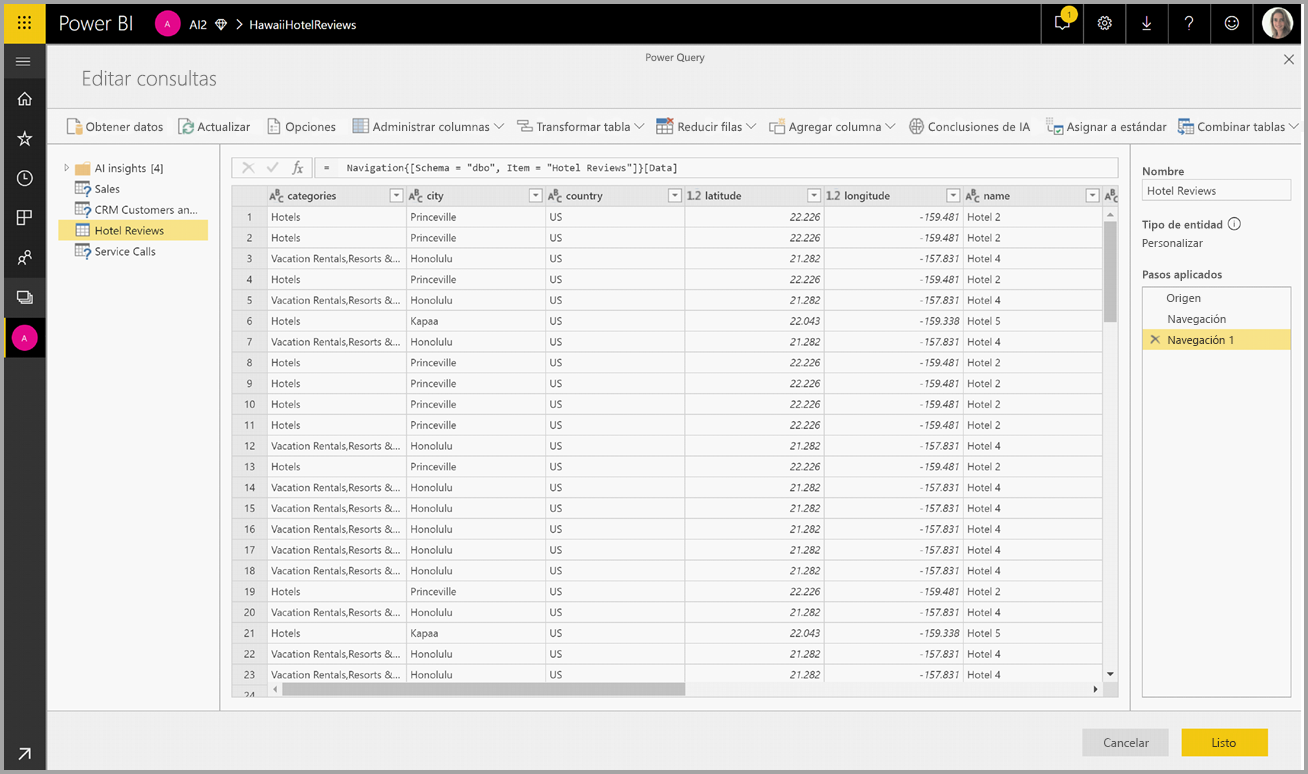 Power BI A AI2 > HawaiiHotelReviews 1 ?
Power Query
Editar consultas
Obtener datos Actualizar Opciones Administrar columnas Transformar tabla Reducir filas Agregar columna Conclusiones de IA Asignar a estándar Combinar tablas
AI insights [4]
Sales
CRM Customers an...
Hotel Reviews
Service Calls
A
fx = Navigation{[Schema = "dbo", Item = "Hotel Reviews"]}[Data]
ABC categories ABC city ABC country 1.2 latitude 1.2 longitude ABC name ABC
1 Hotels Princeville US 22.226 -159.481 Hotel 2
2 Hotels Princeville US 22.226 -159.481 Hotel 2
3 Vacation Rentals,Resorts &... Honolulu US 21.282 -157.831 Hotel 4
4 Hotels Princeville US 22.226 -159.481 Hotel 2
5 Vacation Rentals,Resorts &... Honolulu US 21.282 -157.831 Hotel 4
6 Hotels Kapaa US 22.043 -159.338 Hotel 5
7 Vacation Rentals,Resorts &... Honolulu US 21.282 -157.831 Hotel 4
8 Hotels Princeville US 22.226 -159.481 Hotel 2
9 Hotels Princeville US 22.226 -159.481 Hotel 2
10 Hotels Princeville US 22.226 -159.481 Hotel 2
11 Hotels Princeville US 22.226 -159.481 Hotel 2
12 Vacation Rentals,Resorts &... Honolulu US 21.282 -157.831 Hotel 4
13 Hotels Princeville US 22.226 -159.481 Hotel 2
14 Vacation Rentals,Resorts &... Honolulu US 21.282 -157.831 Hotel 4
15 Vacation Rentals,Resorts &... Honolulu US 21.282 -157.831 Hotel 4
16 Vacation Rentals,Resorts &... Honolulu US 21.282 -157.831 Hotel 4
17 Vacation Rentals,Resorts &... Honolulu US 21.282 -157.831 Hotel 4
18 Vacation Rentals,Resorts &... Honolulu US 21.282 -157.831 Hotel 4
19 Hotels Princeville US 22.226 -159.481 Hotel 2
20 Vacation Rentals,Resorts &... Honolulu US 21.282 -157.831 Hotel 4
21 Hotels Kapaa US 22.043 -159.338 Hotel 5
22 Vacation Rentals,Resorts &... Honolulu US 21.282 -157.831 Hotel 4
23 Vacation Rentals,Resorts &... Honolulu US 21.282 -157.831 Hotel 4
24
Nombre
Hotel Reviews
Tipo de entidad
Personalizar
Pasos aplicados
Origen
Navegación
Navegación 1
Cancelar Listo